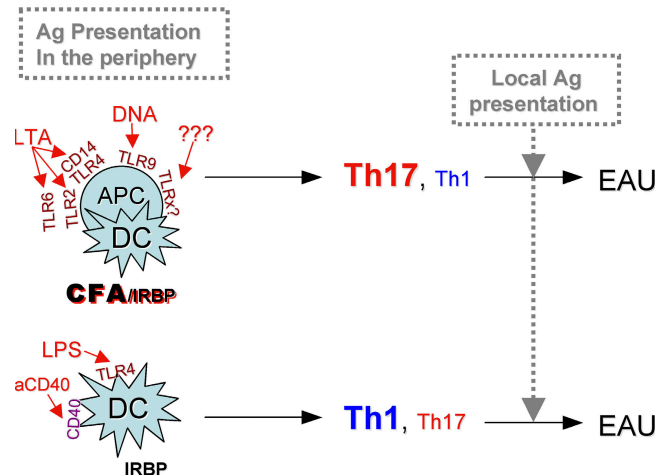 Ag Presentation
In the periphery
Local Ag
presentation
DNA
???
LTA
CD14
TLR4
TLR9
TLR6
TLR2
TLRx?
APC
DC
CFA/IRBP
Th17, Th1
EAU
LPS
TLR4
aCD40
CD40
DC
IRBP
Th1, Th17
EAU